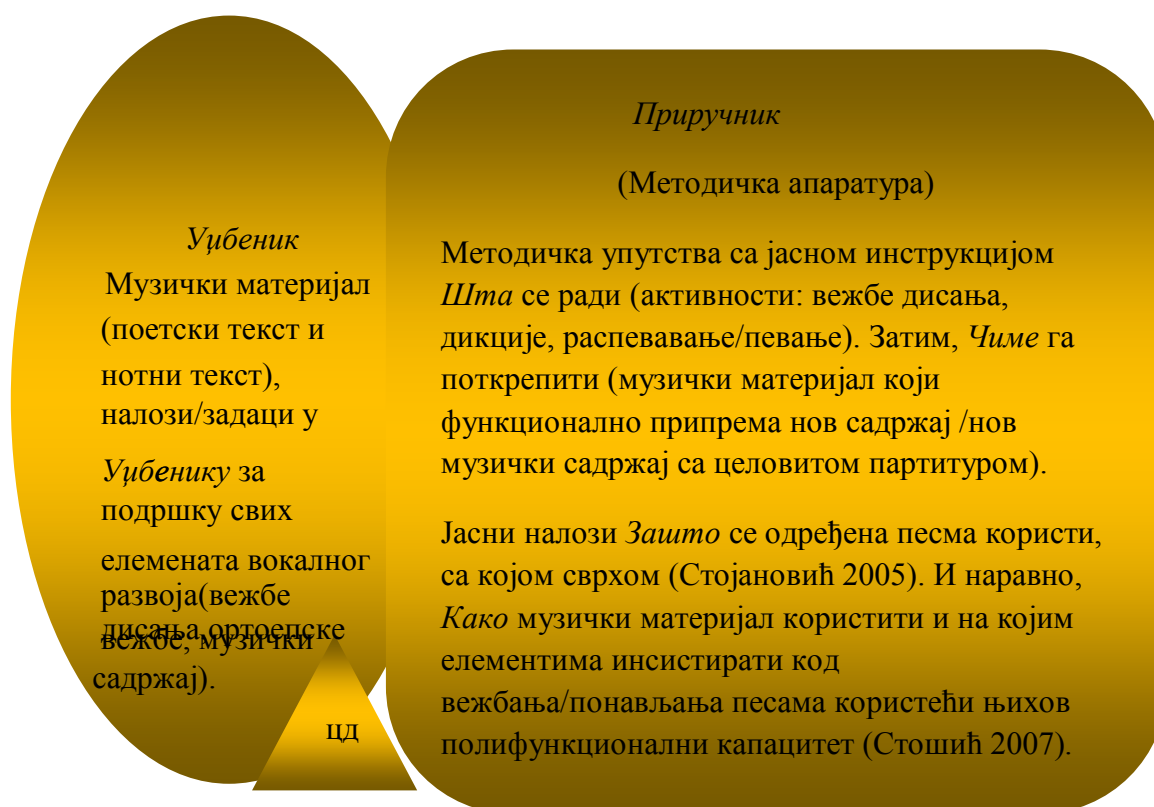 Уџбеник
Музички материјал
(поетски текст и
нотни текст),
налози/задаци у
Уџбенику за
подршку свих
елемената вокалног
развоја(вежбе
дисања,ортоепске
вежбе, музички
садржај).
цд
Приручник
(Методичка апаратура)
Методичка упутства са јасном инструкцијом
Шта се ради (активности: вежбе дисања,
дикције, распевавање/певање). Затим, Чиме га
поткрепити (музички материјал који
функционално припрема нов садржај /нов
музички садржај са целовитом партитуром).
Јасни налози Зашто се одређена песма користи,
са којом сврхом (Стојановић 2005). И наравно,
Како музички материјал користити и на којим
елементима инсистирати код
вежбања/понављања песама користећи њихов
полифункционални капацитет (Стошић 2007).